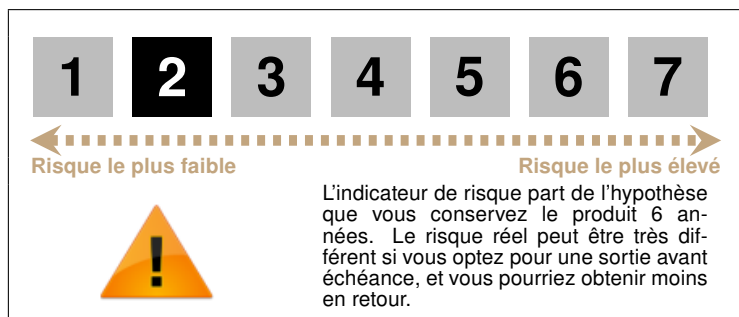 1 2 3 4 5 6 7
Risque le plus faible Risque le plus élevé
L'indicateur de risque part de l'hypothèse
que vous conservez le produit 6 an-
nées. Le risque réel peut être très dif-
férent si vous optez pour une sortie avant
échéance, et vous pourriez obtenir moins
en retour.